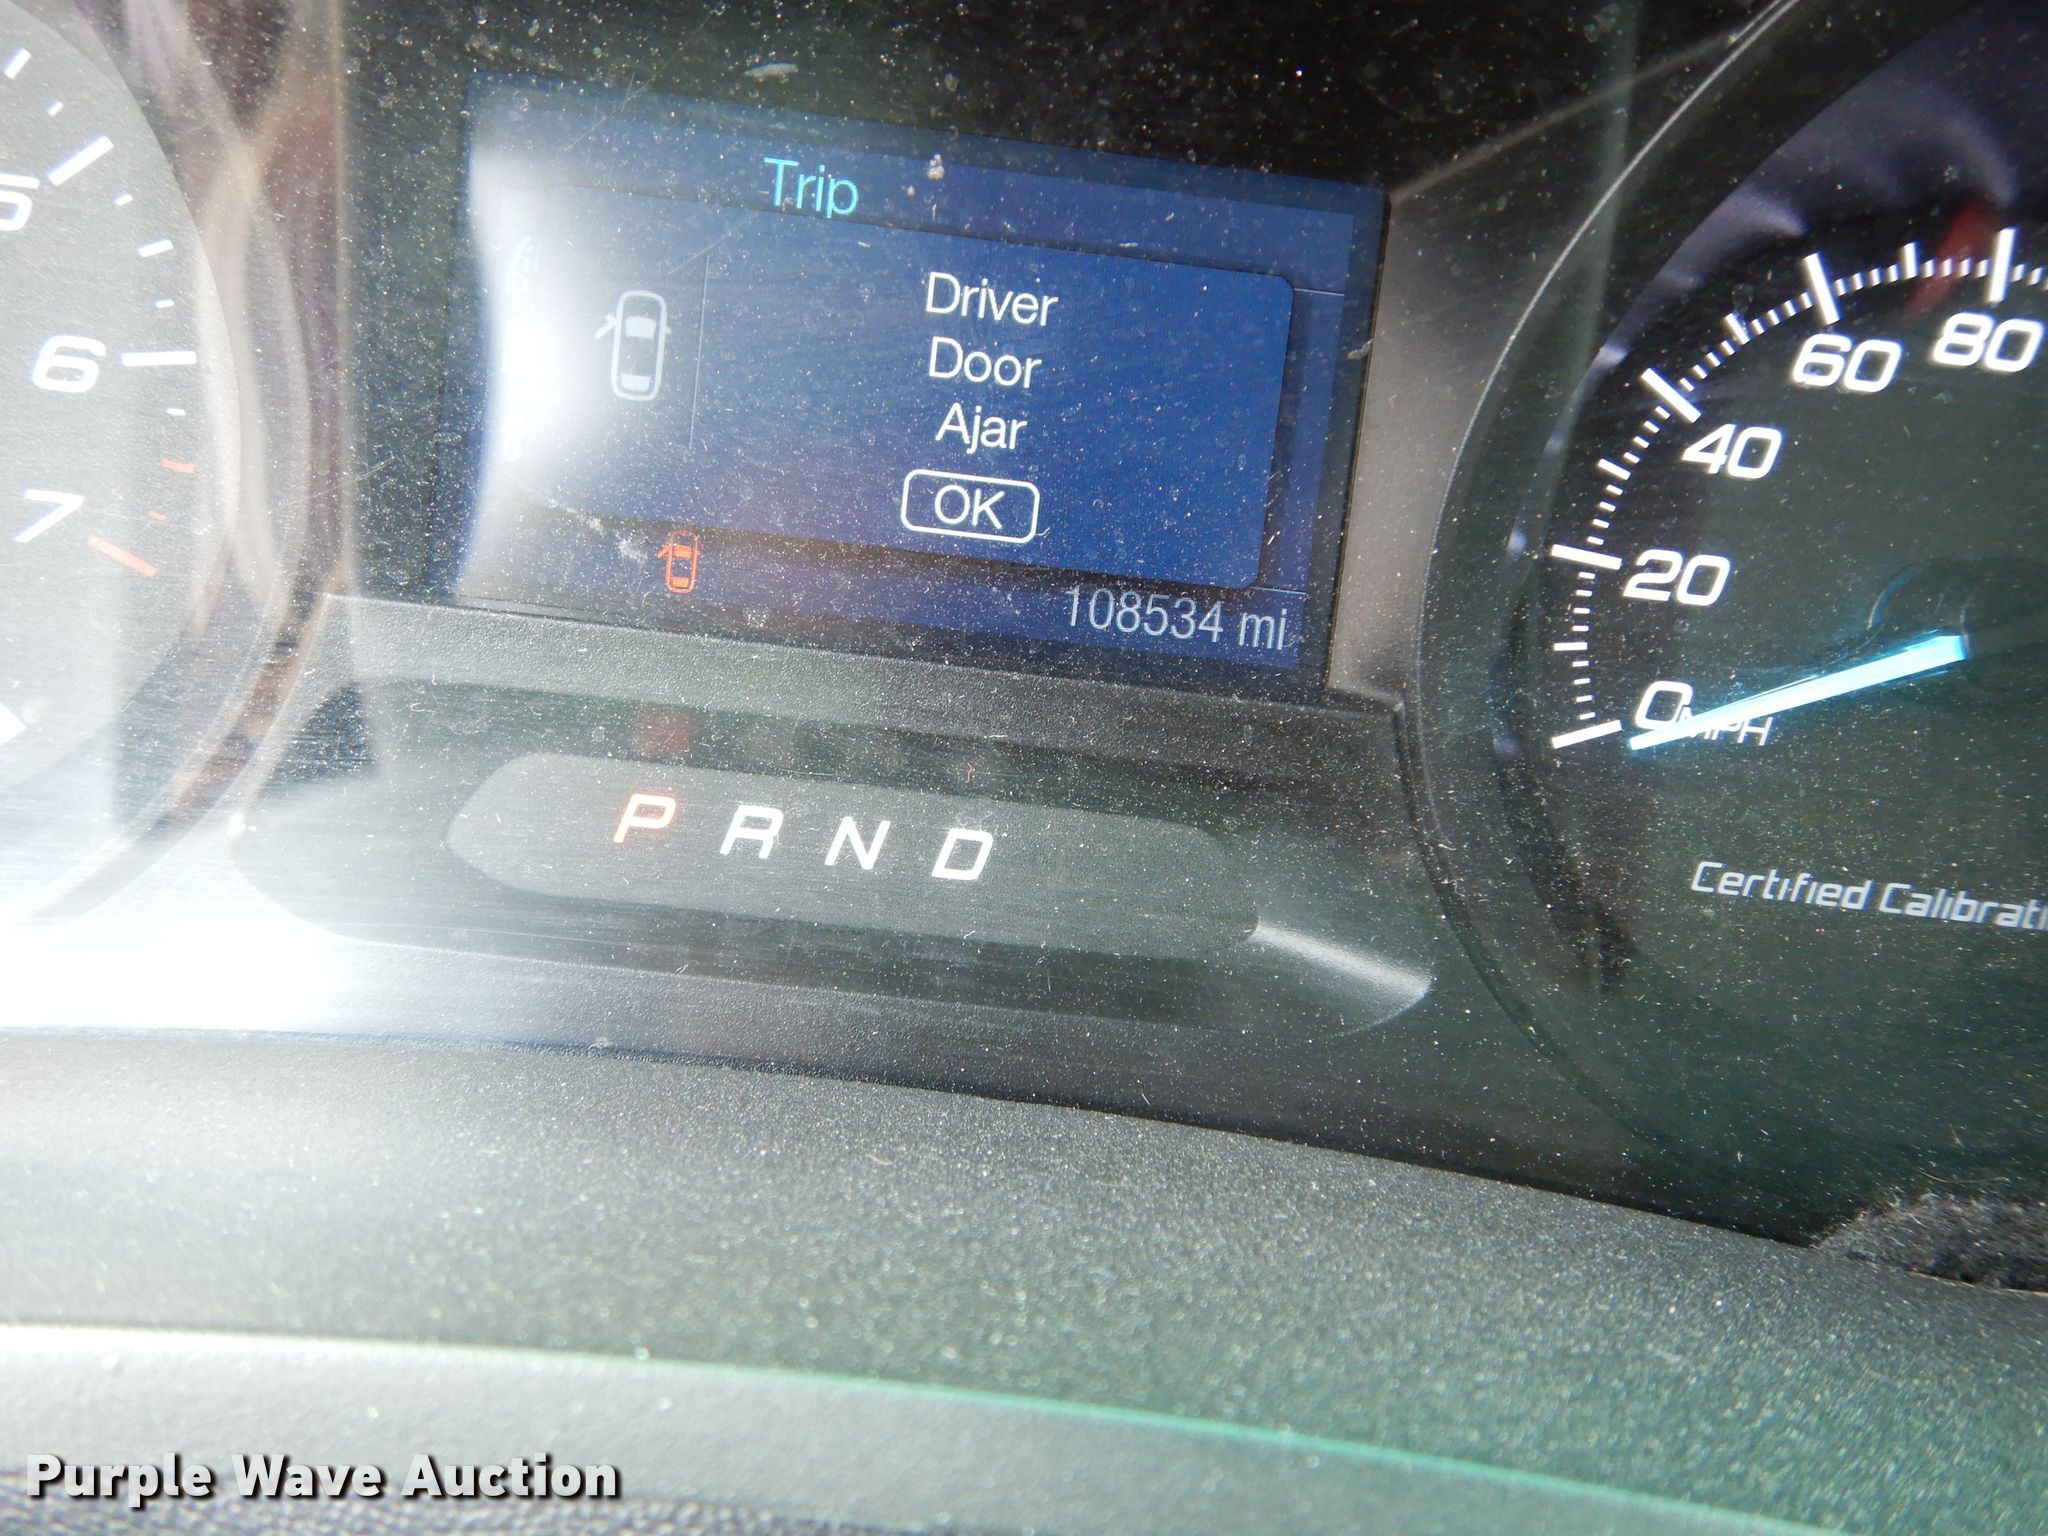 Trip
Driver
Door
Ajar
OK
108534 mi
5
6
7
P R N D
80
60
40
20
0
MPH
Certified Calibrati
Purple Wave Auction